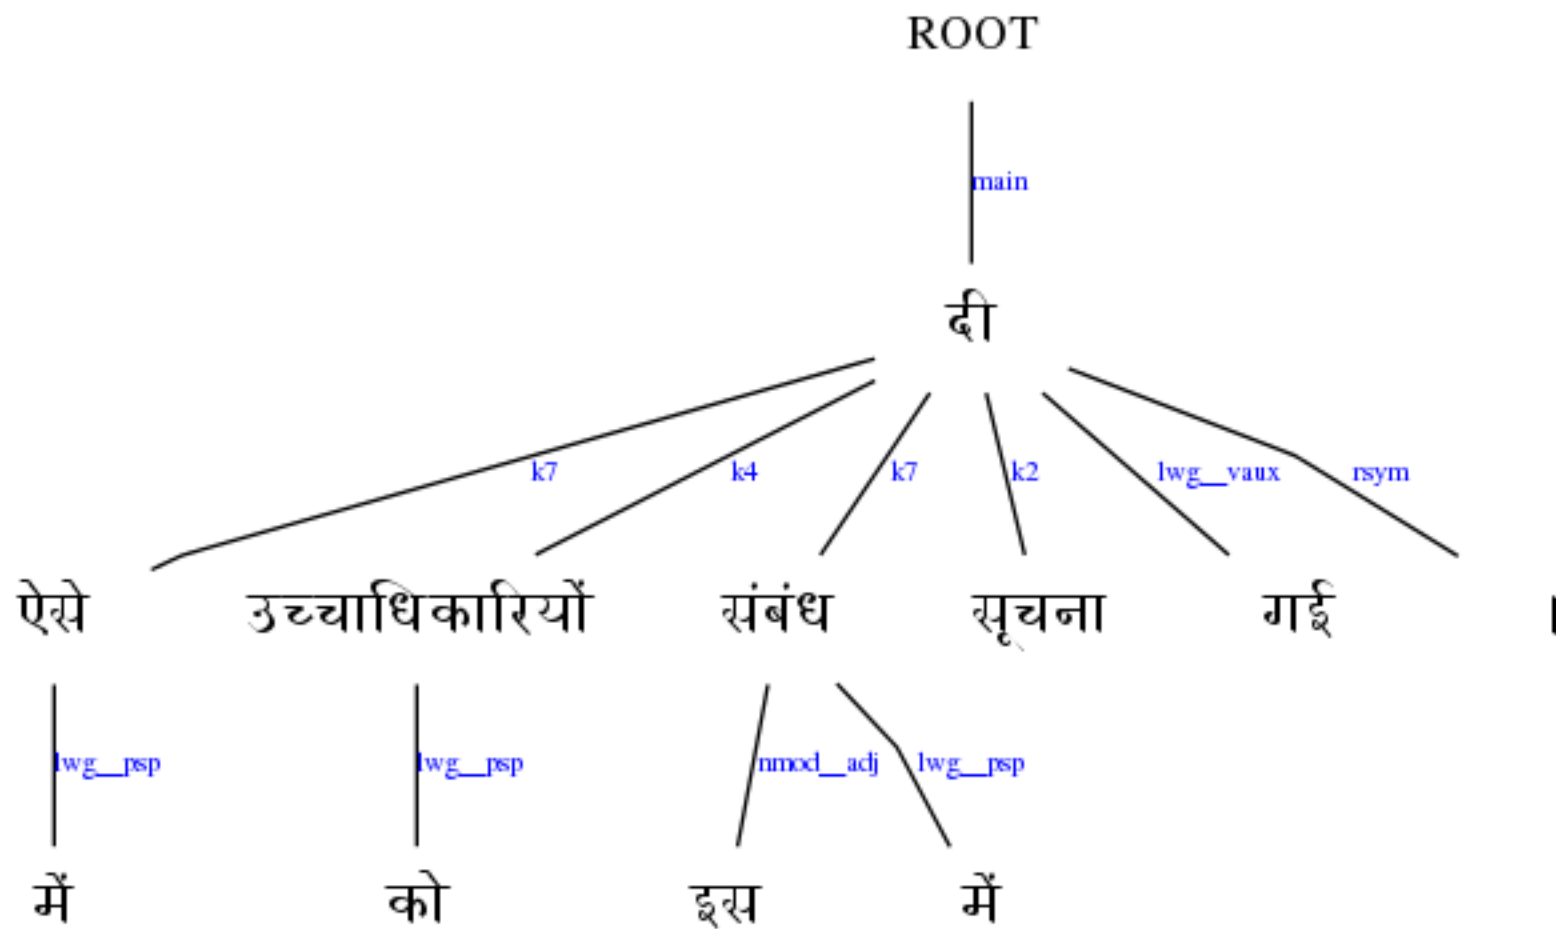 ROOT
main
दी
k7 k4 k7 k2 lwg__vaux rsym
ऐसे उच्चाधिकारियों संबंध सूचना गई ।
lwg__psp lwg__psp nmod__adj lwg__psp
में को इस में